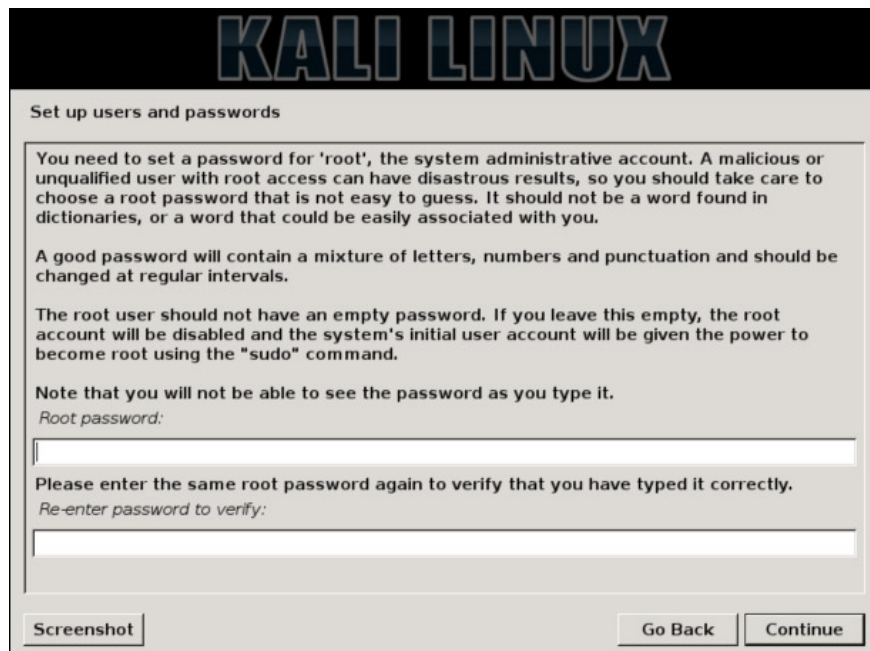 KALI LINUX
Set up users and passwords
You need to set a password for 'root', the system administrative account. A malicious or
unqualified user with root access can have disastrous results, so you should take care to
choose a root password that is not easy to guess. It should not be a word found in
dictionaries, or a word that could be easily associated with you.
A good password will contain a mixture of letters, numbers and punctuation and should be
changed at regular intervals.
The root user should not have an empty password. If you leave this empty, the root
account will be disabled and the system's initial user account will be given the power to
become root using the "sudo" command.
Note that you will not be able to see the password as you type it.
Root password:
Please enter the same root password again to verify that you have typed it correctly.
Re-enter password to verify:
Screenshot
Go Back
Continue